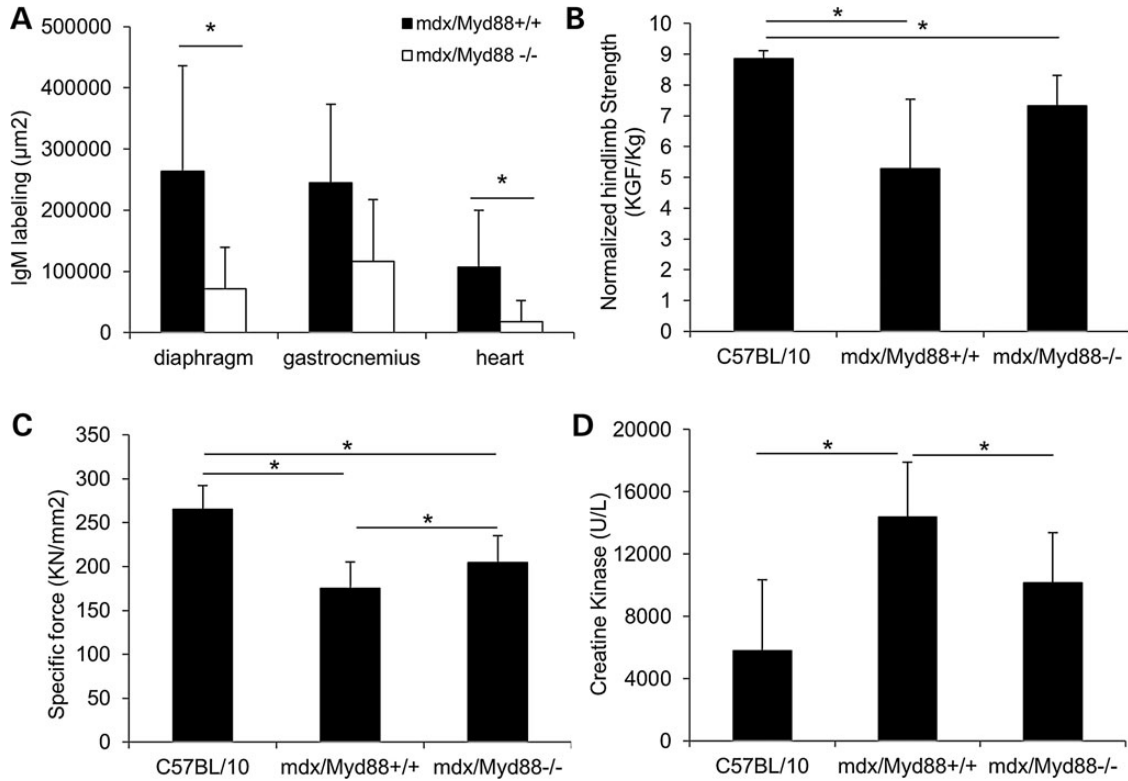 A
500000
400000
300000
200000
100000
0
IgM labeling (µm2)
mdx/Myd88+/+
mdx/Myd88 -/-
*
*
diaphragm
gastrocnemius
heart
B
10
9
8
7
6
5
4
3
2
1
0
Normalized hindlimb Strength
(KGF/Kg)
*
*
C57BL/10
mdx/Myd88+/+
mdx/Myd88-/-
C
350
300
250
200
150
100
50
0
Specific force (KN/mm2)
*
*
*
C57BL/10
mdx/Myd88+/+
mdx/Myd88-/-
D
20000
16000
12000
8000
4000
0
Creatine Kinase (U/L)
*
*
C57BL/10
mdx/Myd88+/+
mdx/Myd88-/-